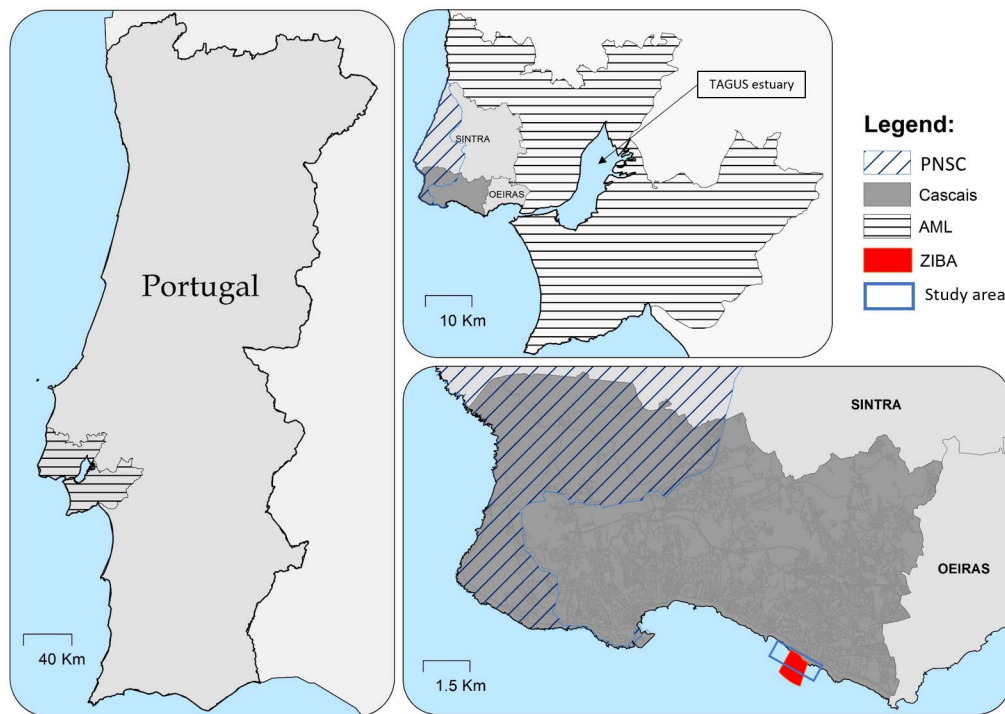 Portugal
40 Km
TAGUS estuary
SINTRA
OEIRAS
10 Km
Legend:
PNSC
Cascais
AML
ZIBA
Study area
SINTRA
OEIRAS
1.5 Km